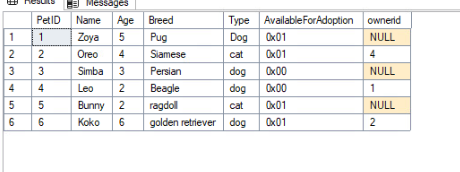 Results Messages
PetID Name Age Breed Type AvailableForAdoption ownerid
1 1 Zoya 5 Pug Dog 0x01 NULL
2 2 Oreo 4 Siamese cat 0x01 4
3 3 Simba 3 Persian dog 0x00 NULL
4 4 Leo 2 Beagle dog 0x00 1
5 5 Bunny 2 ragdoll cat 0x01 NULL
6 6 Koko 6 golden retriever dog 0x01 2